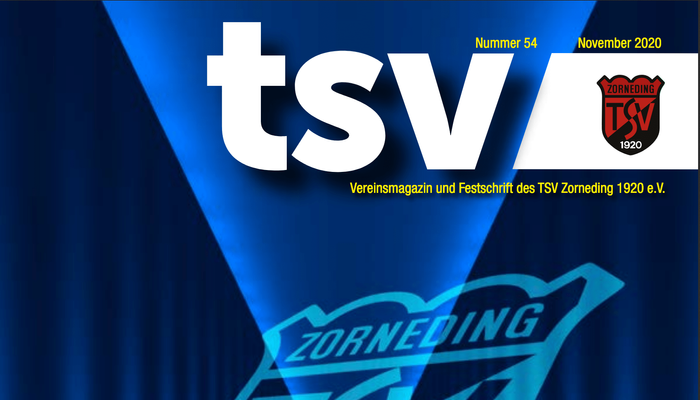 Nummer 54 November 2020
tsv
ZORNEDING
TSV
1920
Vereinsmagazin und Festschrift des TSV Zorneding 1920 e.V.
ZORNEDING